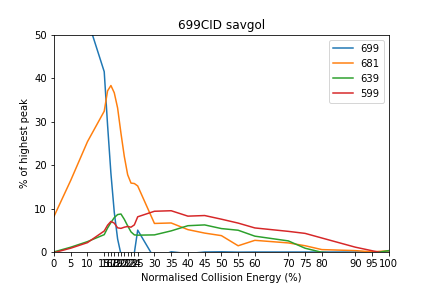 699CID savgol
% of highest peak
50
40
30
20
10
0
699
681
639
599
0 5 10 25 30 35 40 45 50 55 60 70 75 80 90 95 100
Normalised Collision Energy (%)